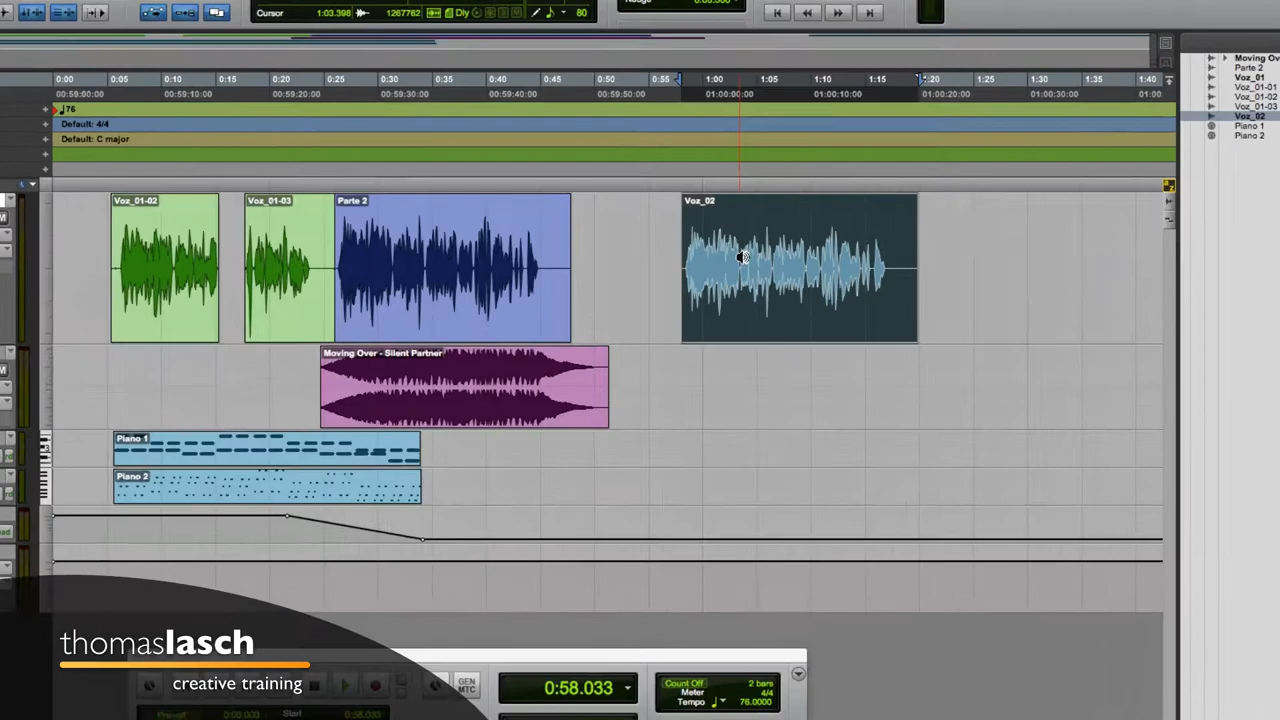 Cursor 1:03.398 1267762 Dly 80
0:00 0:05 0:10 0:15 0:20 0:25 0:30 0:35 0:40 0:45 0:50 0:55 1:00 1:05 1:10 1:15 1:20 1:25 1:30 1:35 1:40
00:59:00:00 00:59:10:00 00:59:20:00 00:59:30:00 00:59:40:00 00:59:50:00 01:00:00:00 01:00:10:00 01:00:20:00 01:00:30:00 01:00:
76
Default: 4/4
Default: C major
Voz_01-02 Voz_01-03 Parte 2 Voz_02
Moving Over - Silent Partner
Piano 1
Piano 2
Moving Ov
Parte 2
Voz_01
Voz_01-01
Voz_01-02
Voz_01-03
Voz_02
Piano 1
Piano 2
thomaslasch
creative training
GEN
MTC
0:58.033
Count Off 2 bars
Meter 4/4
Tempo 76.0000